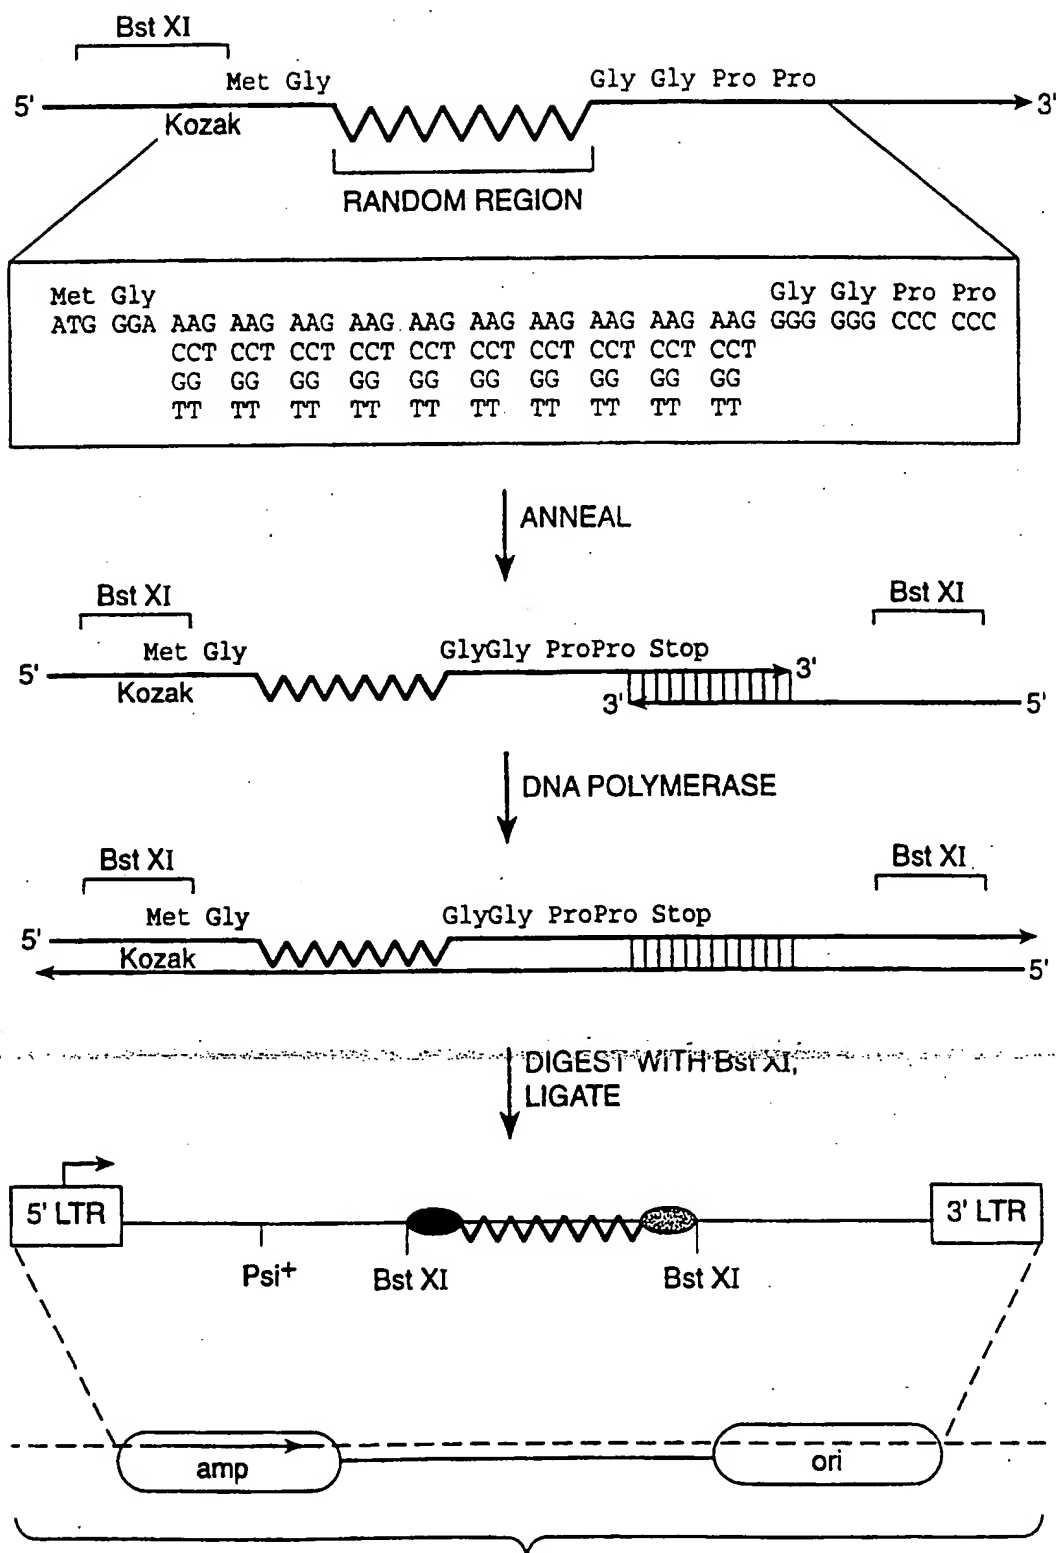 Bst XI
Met Gly
Gly Gly Pro Pro
5'
3'
Kozak
RANDOM REGION
Met Gly
Gly Gly Pro Pro
ATG GGA AAG AAG AAG AAG AAG AAG AAG AAG AAG AAG GGG GGG CCC CCC
CCT CCT CCT CCT CCT CCT CCT CCT CCT CCT
GG GG GG GG GG GG GG GG GG GG
TT TT TT TT TT TT TT TT TT TT
ANNEAL
Bst XI
Bst XI
Met Gly
GlyGly ProPro Stop
5'
3'
Kozak
3'
5'
DNA POLYMERASE
Bst XI
Bst XI
Met Gly
GlyGly ProPro Stop
5'
Kozak
5'
DIGEST WITH Bst XI,
LIGATE
5' LTR
3' LTR
Psi+
Bst XI
Bst XI
amp
ori